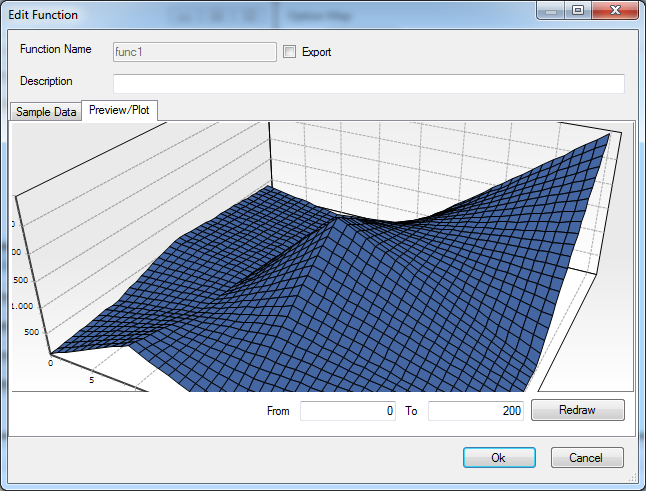 Edit Function
Function Name func1 Export
Description
Sample Data Preview/Plot
0
00
500
1.000
500
0
5
From 0 To 200 Redraw
Ok Cancel